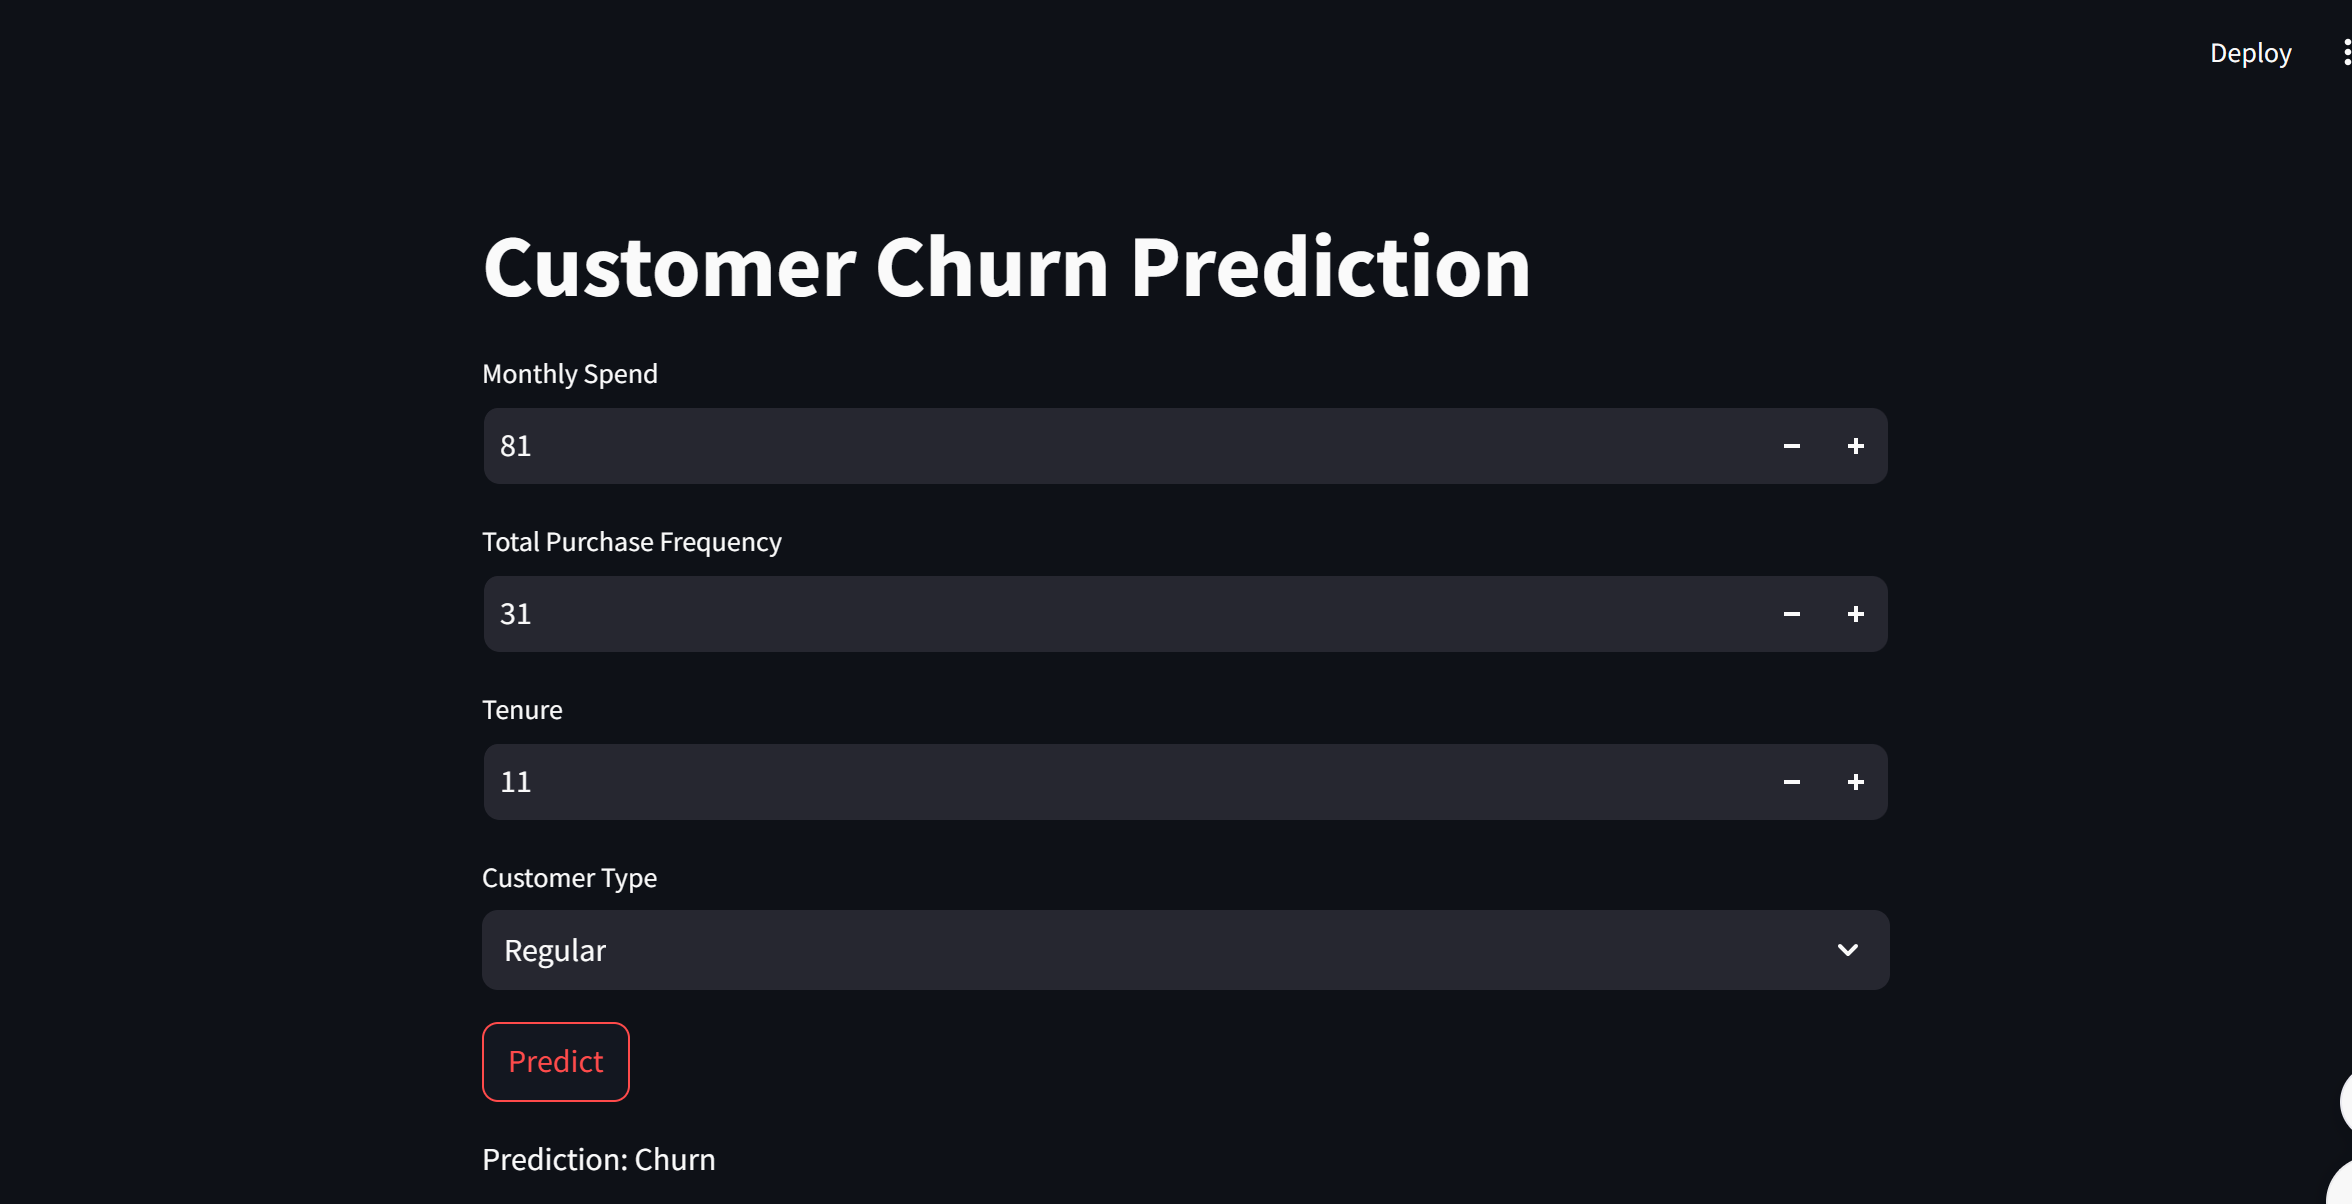 Deploy
Customer Churn Prediction
Monthly Spend
81
Total Purchase Frequency
31
Tenure
11
Customer Type
Regular
Predict
Prediction: Churn